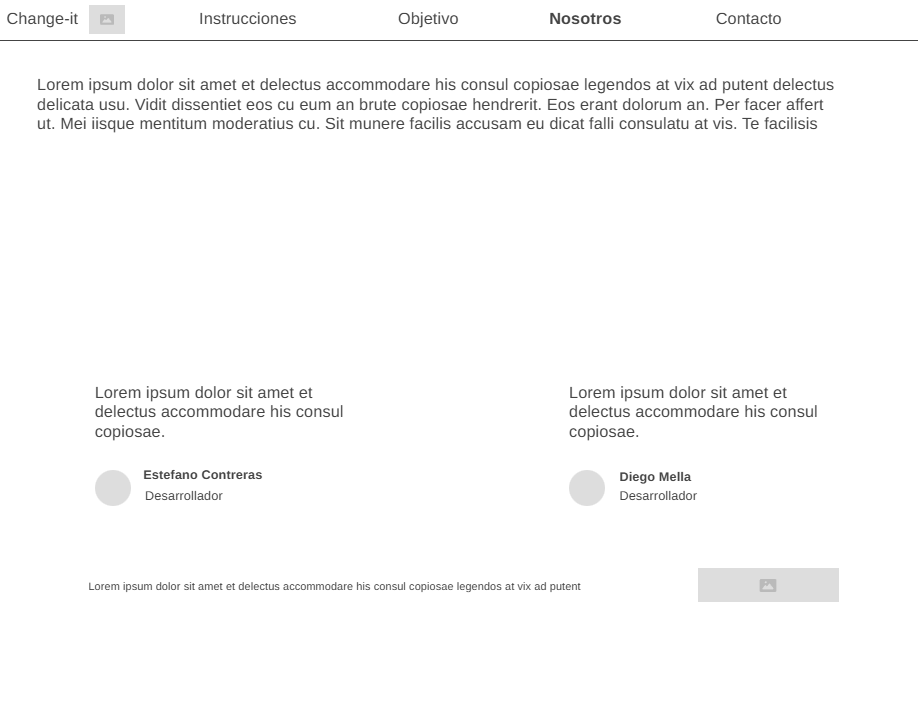 Change-it Instrucciones Objetivo Nosotros Contacto
Lorem ipsum dolor sit amet et delectus accommodare his consul copiosae legendos at vix ad putent delectus
delicata usu. Vidit dissentiet eos cu eum an brute copiosae hendrerit. Eos erant dolorum an. Per facer affert
ut. Mei iisque mentitum moderatius cu. Sit munere facilis accusam eu dicat falli consulatu at vis. Te facilisis
Lorem ipsum dolor sit amet et
delectus accommodare his consul
copiosae.
Estefano Contreras
Desarrollador
Lorem ipsum dolor sit amet et
delectus accommodare his consul
copiosae.
Diego Mella
Desarrollador
Lorem ipsum dolor sit amet et delectus accommodare his consul copiosae legendos at vix ad putent